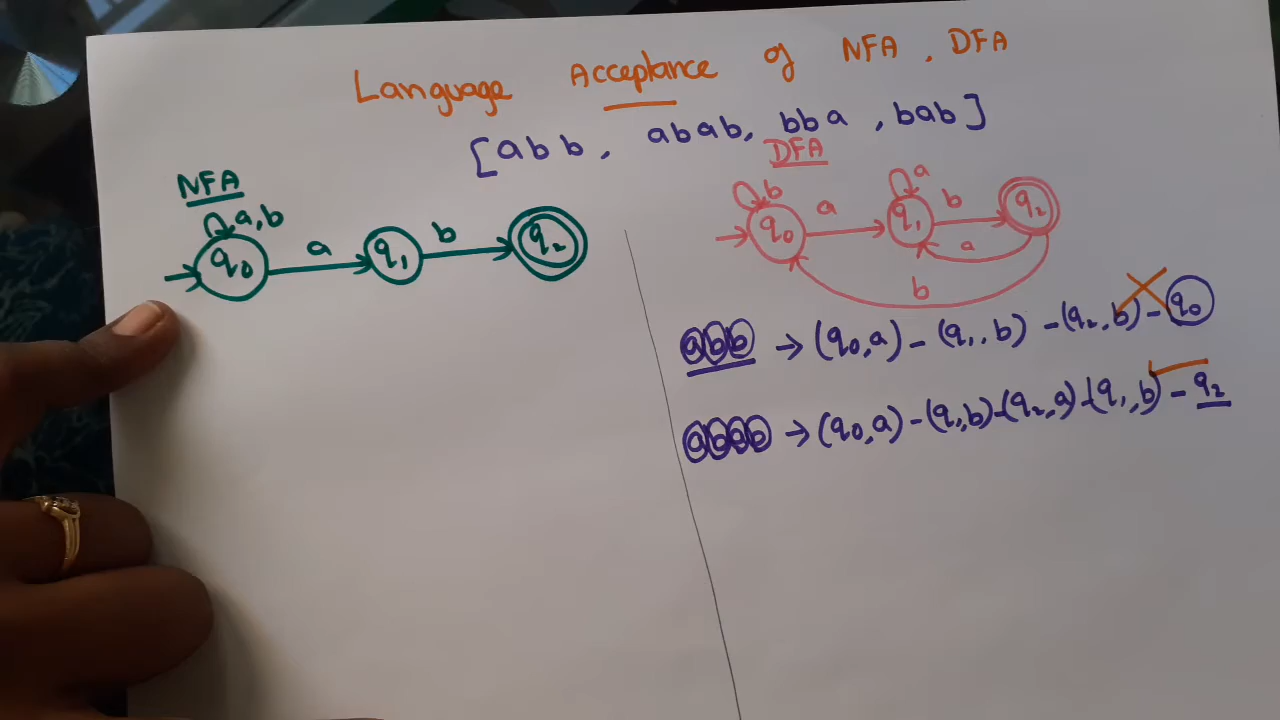 Language Acceptance of NFA, DFA
[abb, abab, bba, bab]
NFA
a,b
q₀ a q₁ b q₂
DFA
b a
q₀ a q₁ b q₂
a
b
abb → (q₀,a) - (q₁,b) - (q₂,b) - q₀
abab → (q₀,a) - (q₁,b) - (q₂,a) - (q₁,b) - q₂